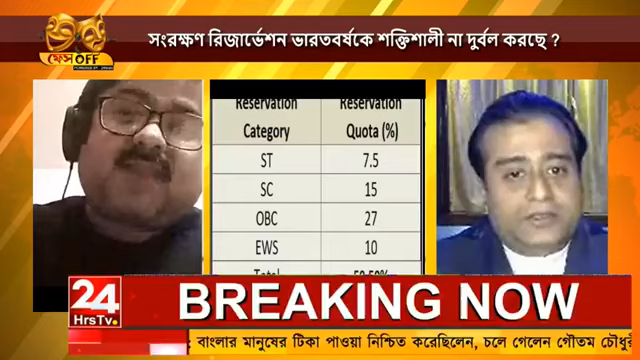 সংরক্ষণ রিজার্ভেশন ভারতবর্ষকে শক্তিশালী না দুর্বল করছে ?
ফেস OFF
Reservation Reservation
Category Quota (%)
ST 7.5
SC 15
OBC 27
EWS 10
24
HrsTv.
BREAKING NOW
: বাংলার মানুষের টিকা পাওয়া নিশ্চিত করেছিলেন, চলে গেলেন গৌতম চৌধুরী